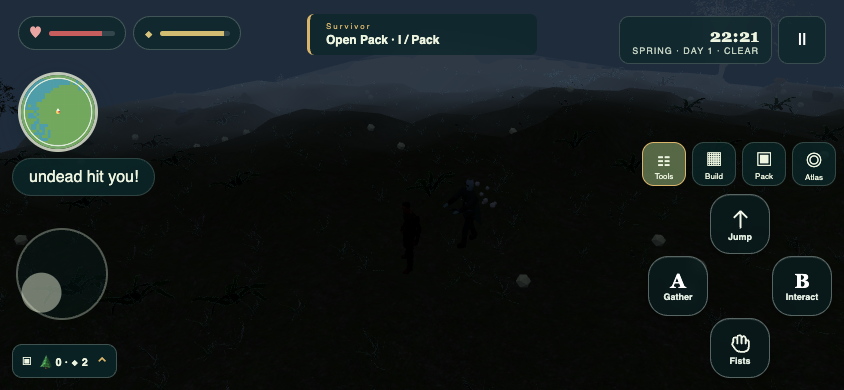 Survivor
Open Pack · I / Pack
22:21
SPRING · DAY 1 · CLEAR
undead hit you!
Tools
Build
Pack
Atlas
Jump
A
Gather
B
Interact
Fists
0 · ◆ 2